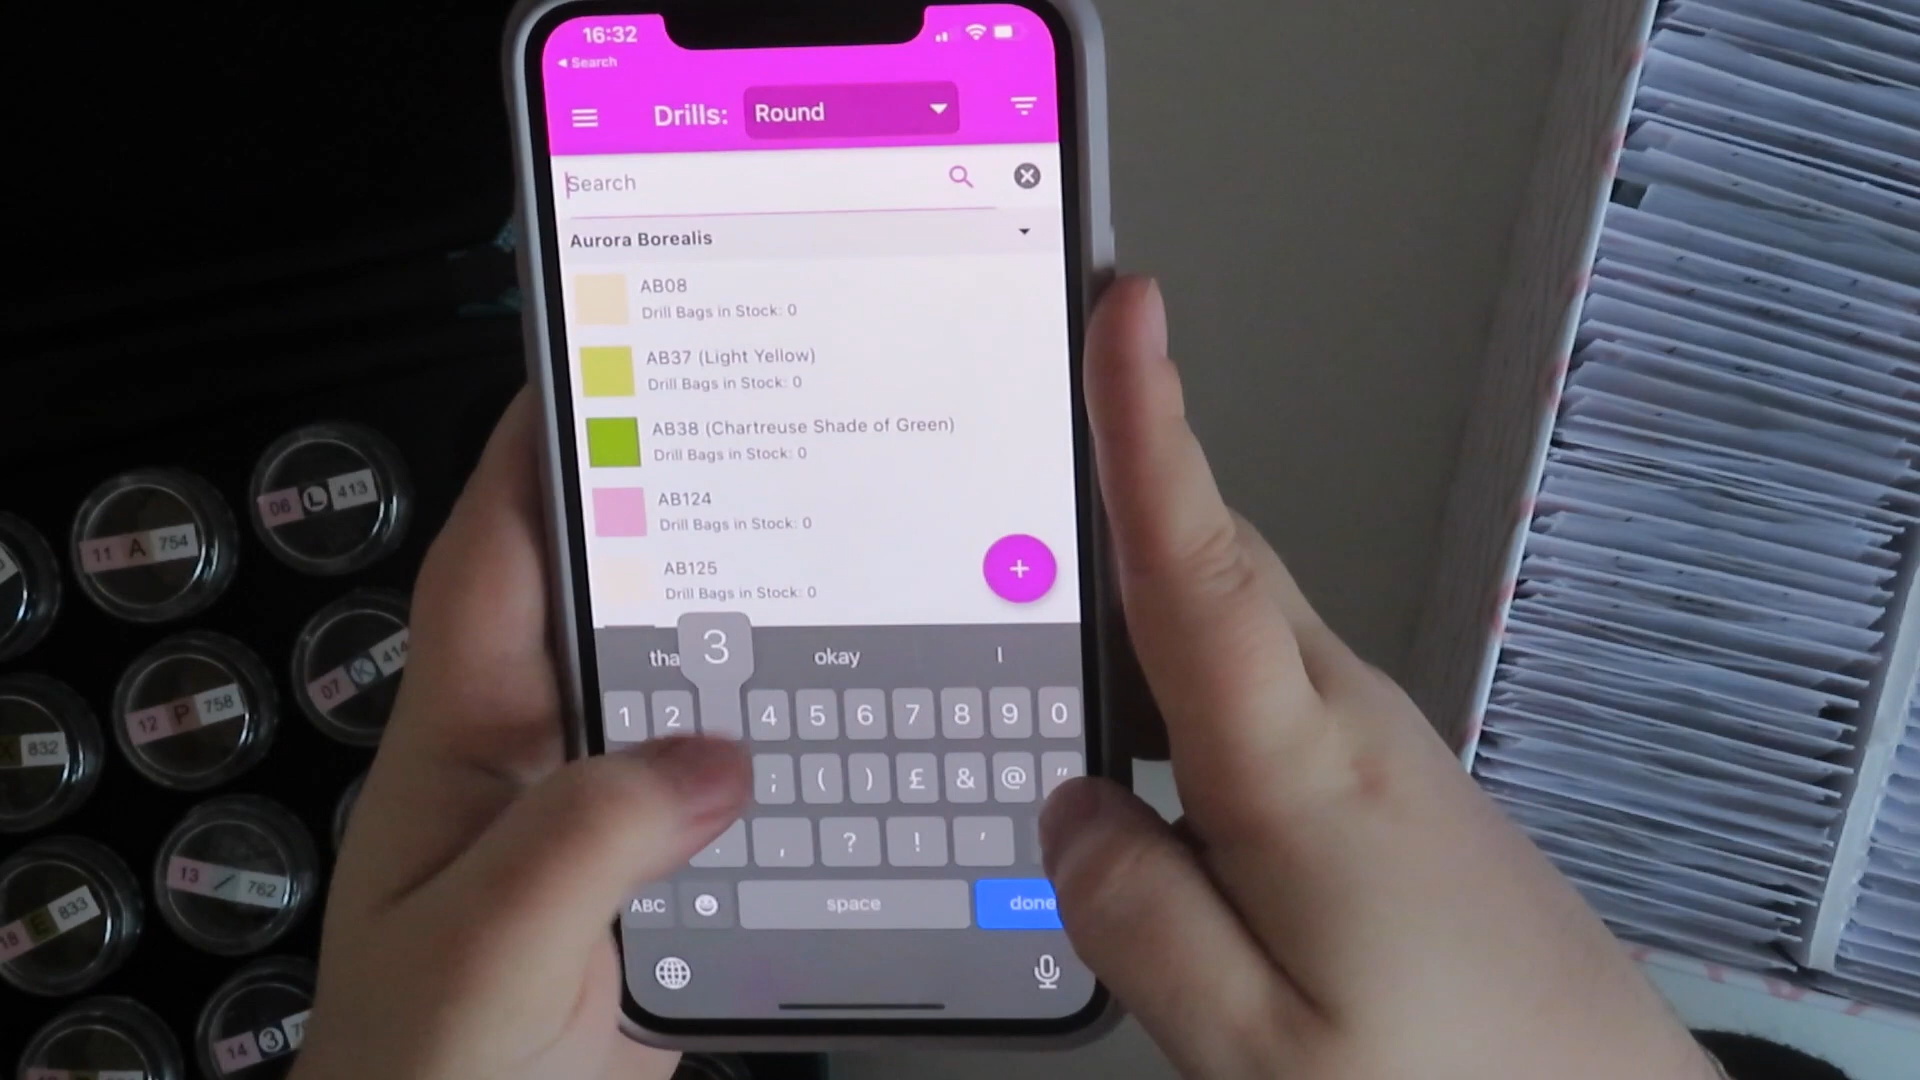 16:32
Search
Drills: Round
Search
Aurora Borealis
AB08
Drill Bags in Stock: 0
AB37 (Light Yellow)
Drill Bags in Stock: 0
AB38 (Chartreuse Shade of Green)
Drill Bags in Stock: 0
AB124
Drill Bags in Stock: 0
AB125
Drill Bags in Stock: 0
3
okay I
1 2 4 5 6 7 8 9 0
; ( ) £ & @ "
. , ? ! '
ABC space done
06 L 413
11 A 754
07 K 414
12 P 758
832
13 / 762
18 E 833
14 3